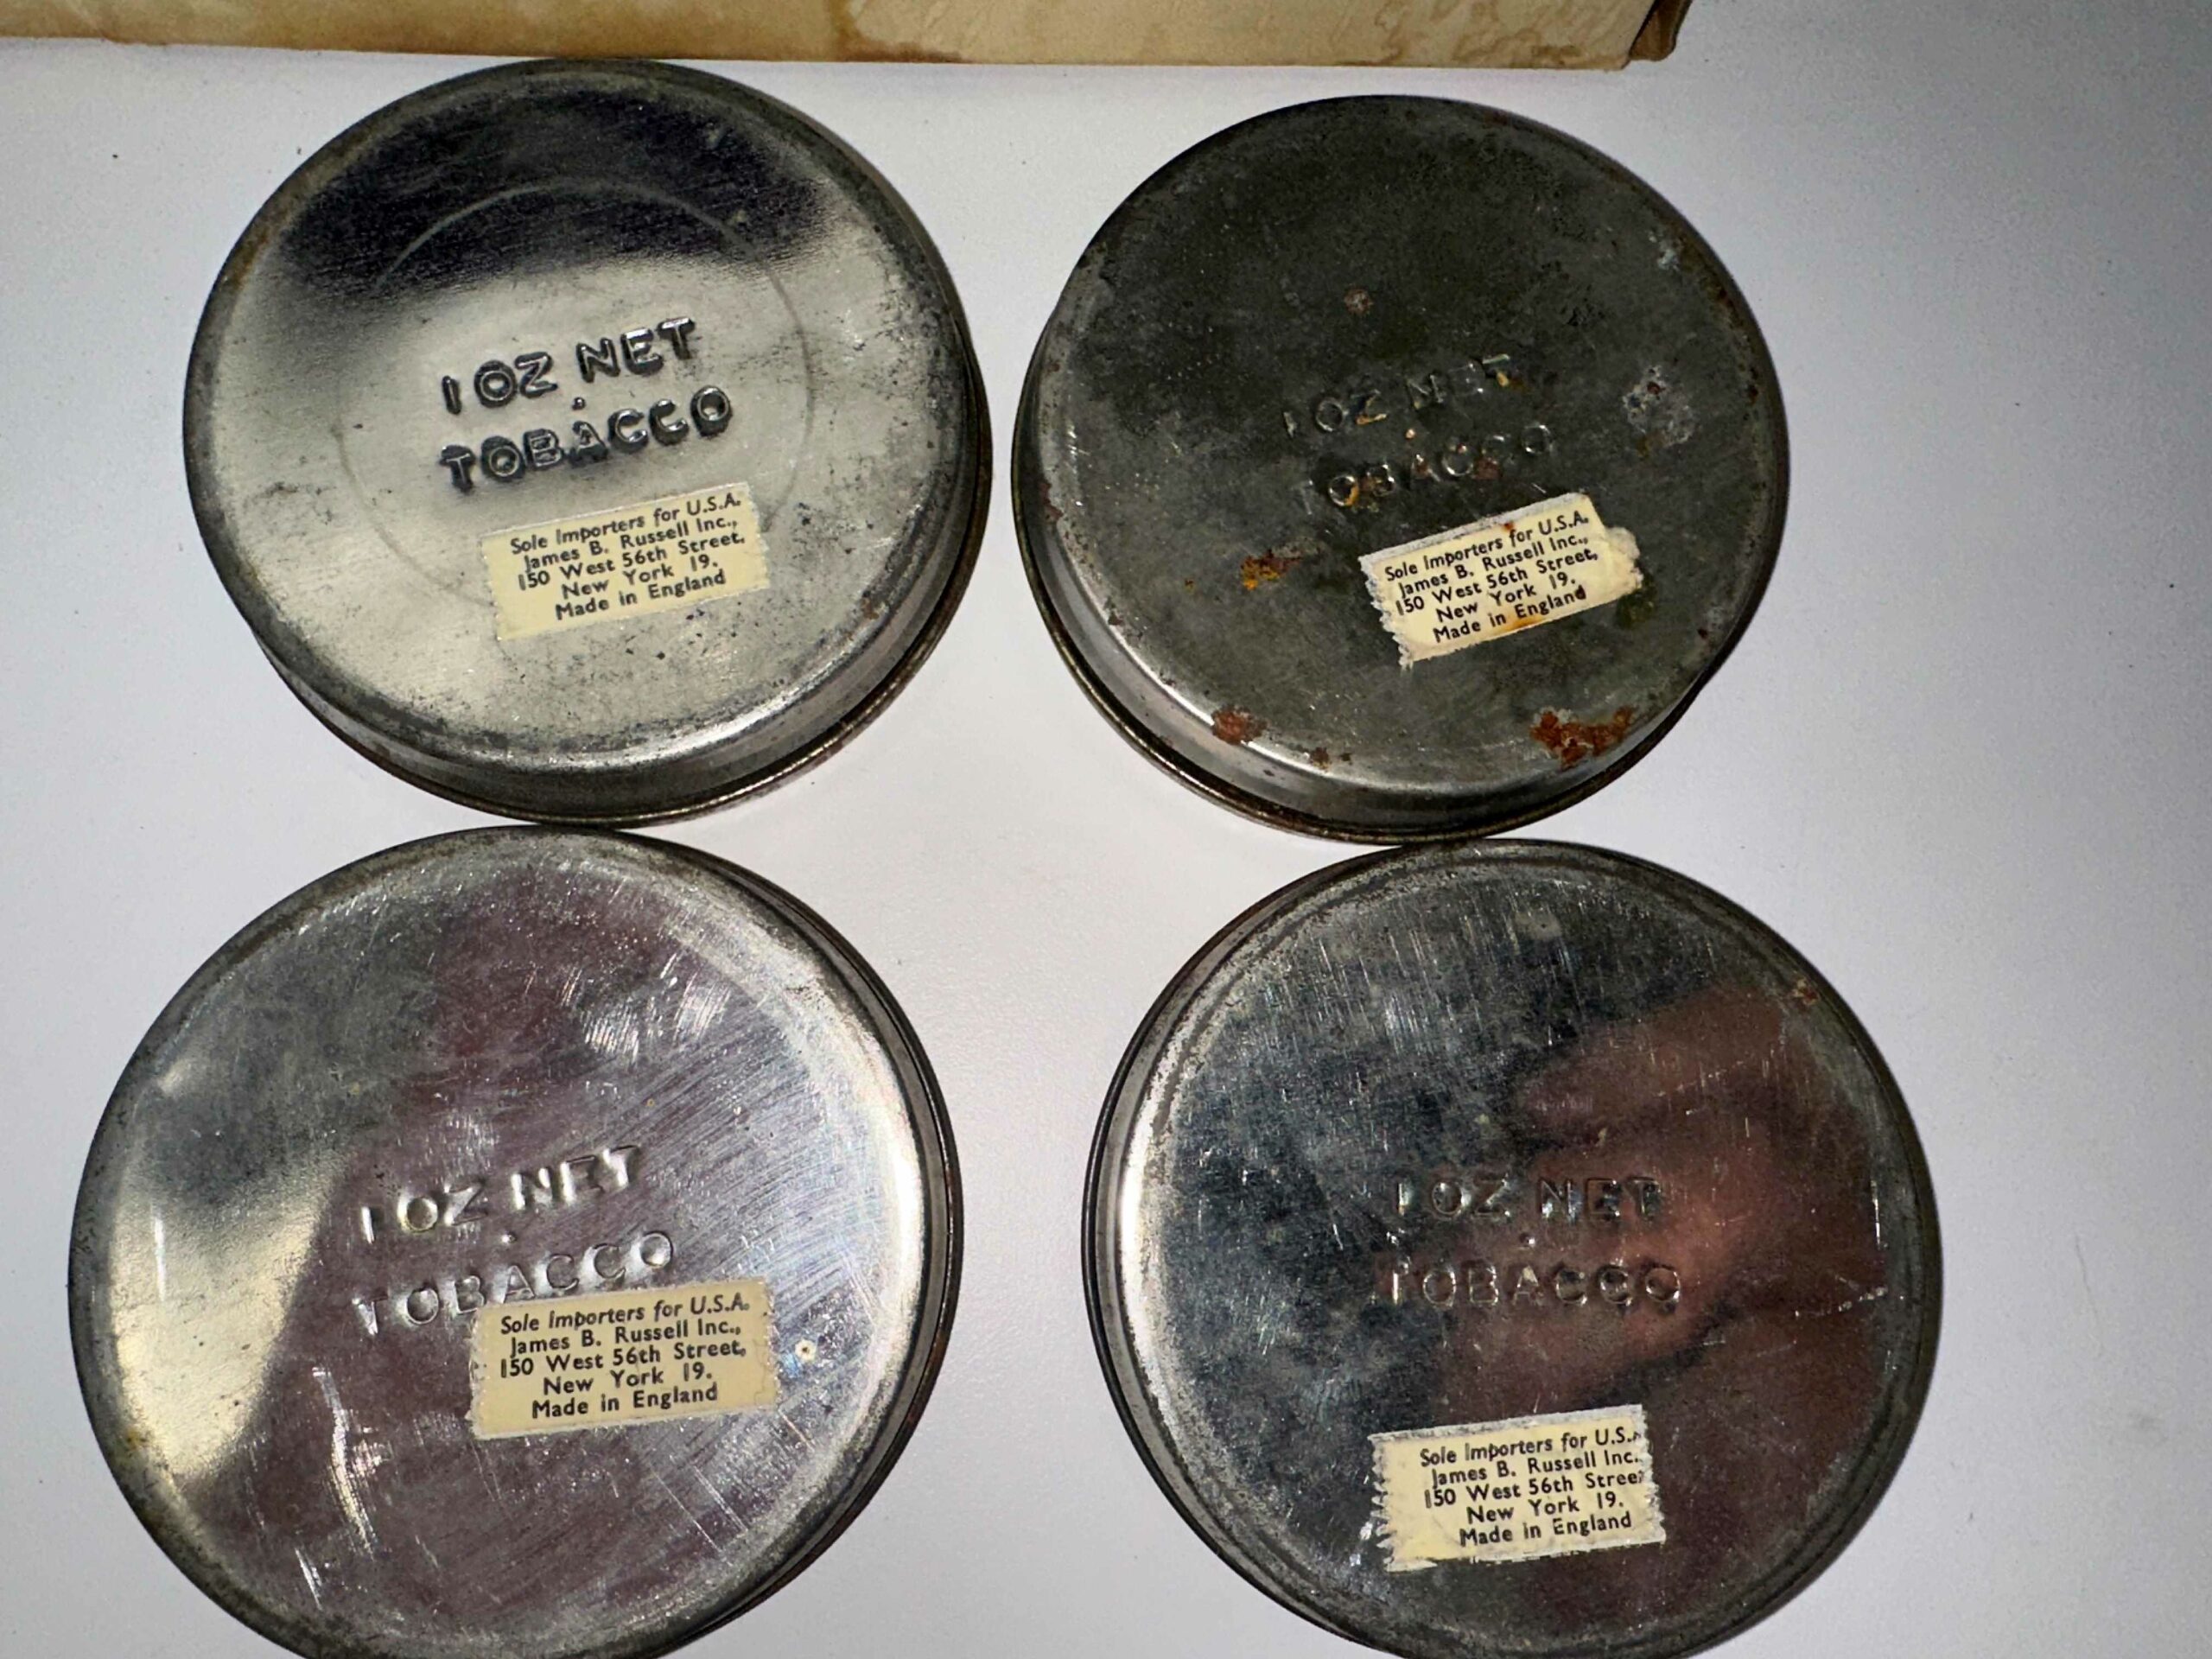 1 OZ NET
TOBACCO
Sole Importers for U.S.A.
James B. Russell Inc.,
150 West 56th Street,
New York 19.
Made in England
1 OZ NET
TOBACCO
Sole Importers for U.S.A.
James B. Russell Inc.,
150 West 56th Street,
New York 19.
Made in England
1 OZ NET
TOBACCO
Sole Importers for U.S.A.
James B. Russell Inc.,
150 West 56th Street,
New York 19.
Made in England
1 OZ NET
TOBACCO
Sole Importers for U.S.A
James B. Russell Inc.
150 West 56th Street
New York 19.
Made in England